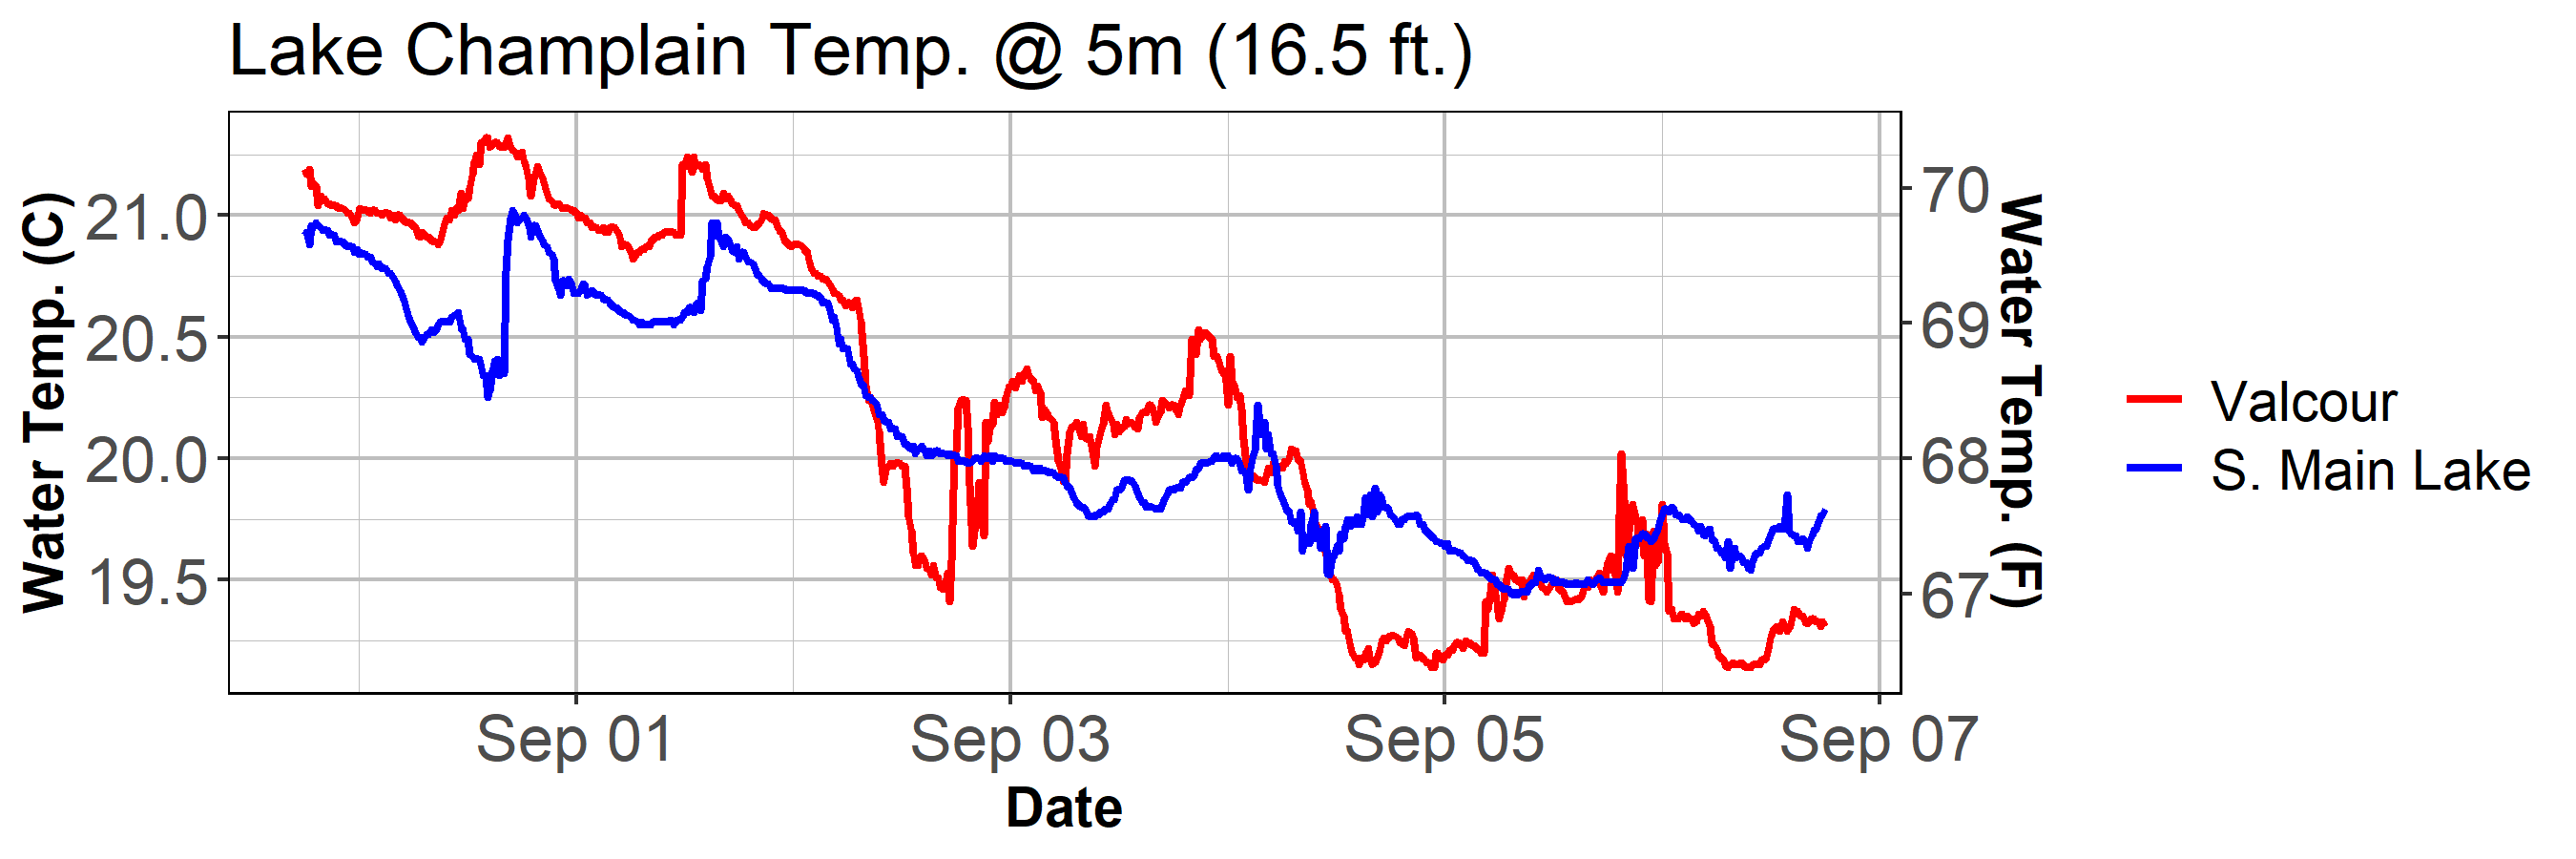 Lake Champlain Temp. @ 5m (16.5 ft.)
Water Temp. (C)
21.0
20.5
20.0
19.5
70
69
68
67
Water Temp. (F)
Sep 01
Sep 03
Sep 05
Sep 07
Date
Valcour
S. Main Lake